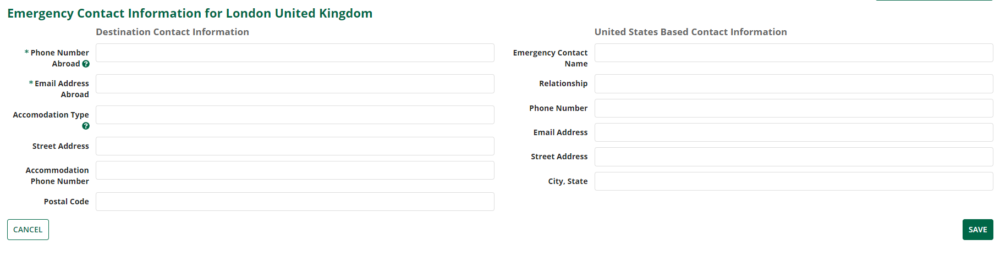 Emergency Contact Information for London United Kingdom
Destination Contact Information
* Phone Number
Abroad ?
* Email Address
Abroad
Accomodation Type
?
Street Address
Accommodation
Phone Number
Postal Code
United States Based Contact Information
Emergency Contact
Name
Relationship
Phone Number
Email Address
Street Address
City, State
CANCEL
SAVE